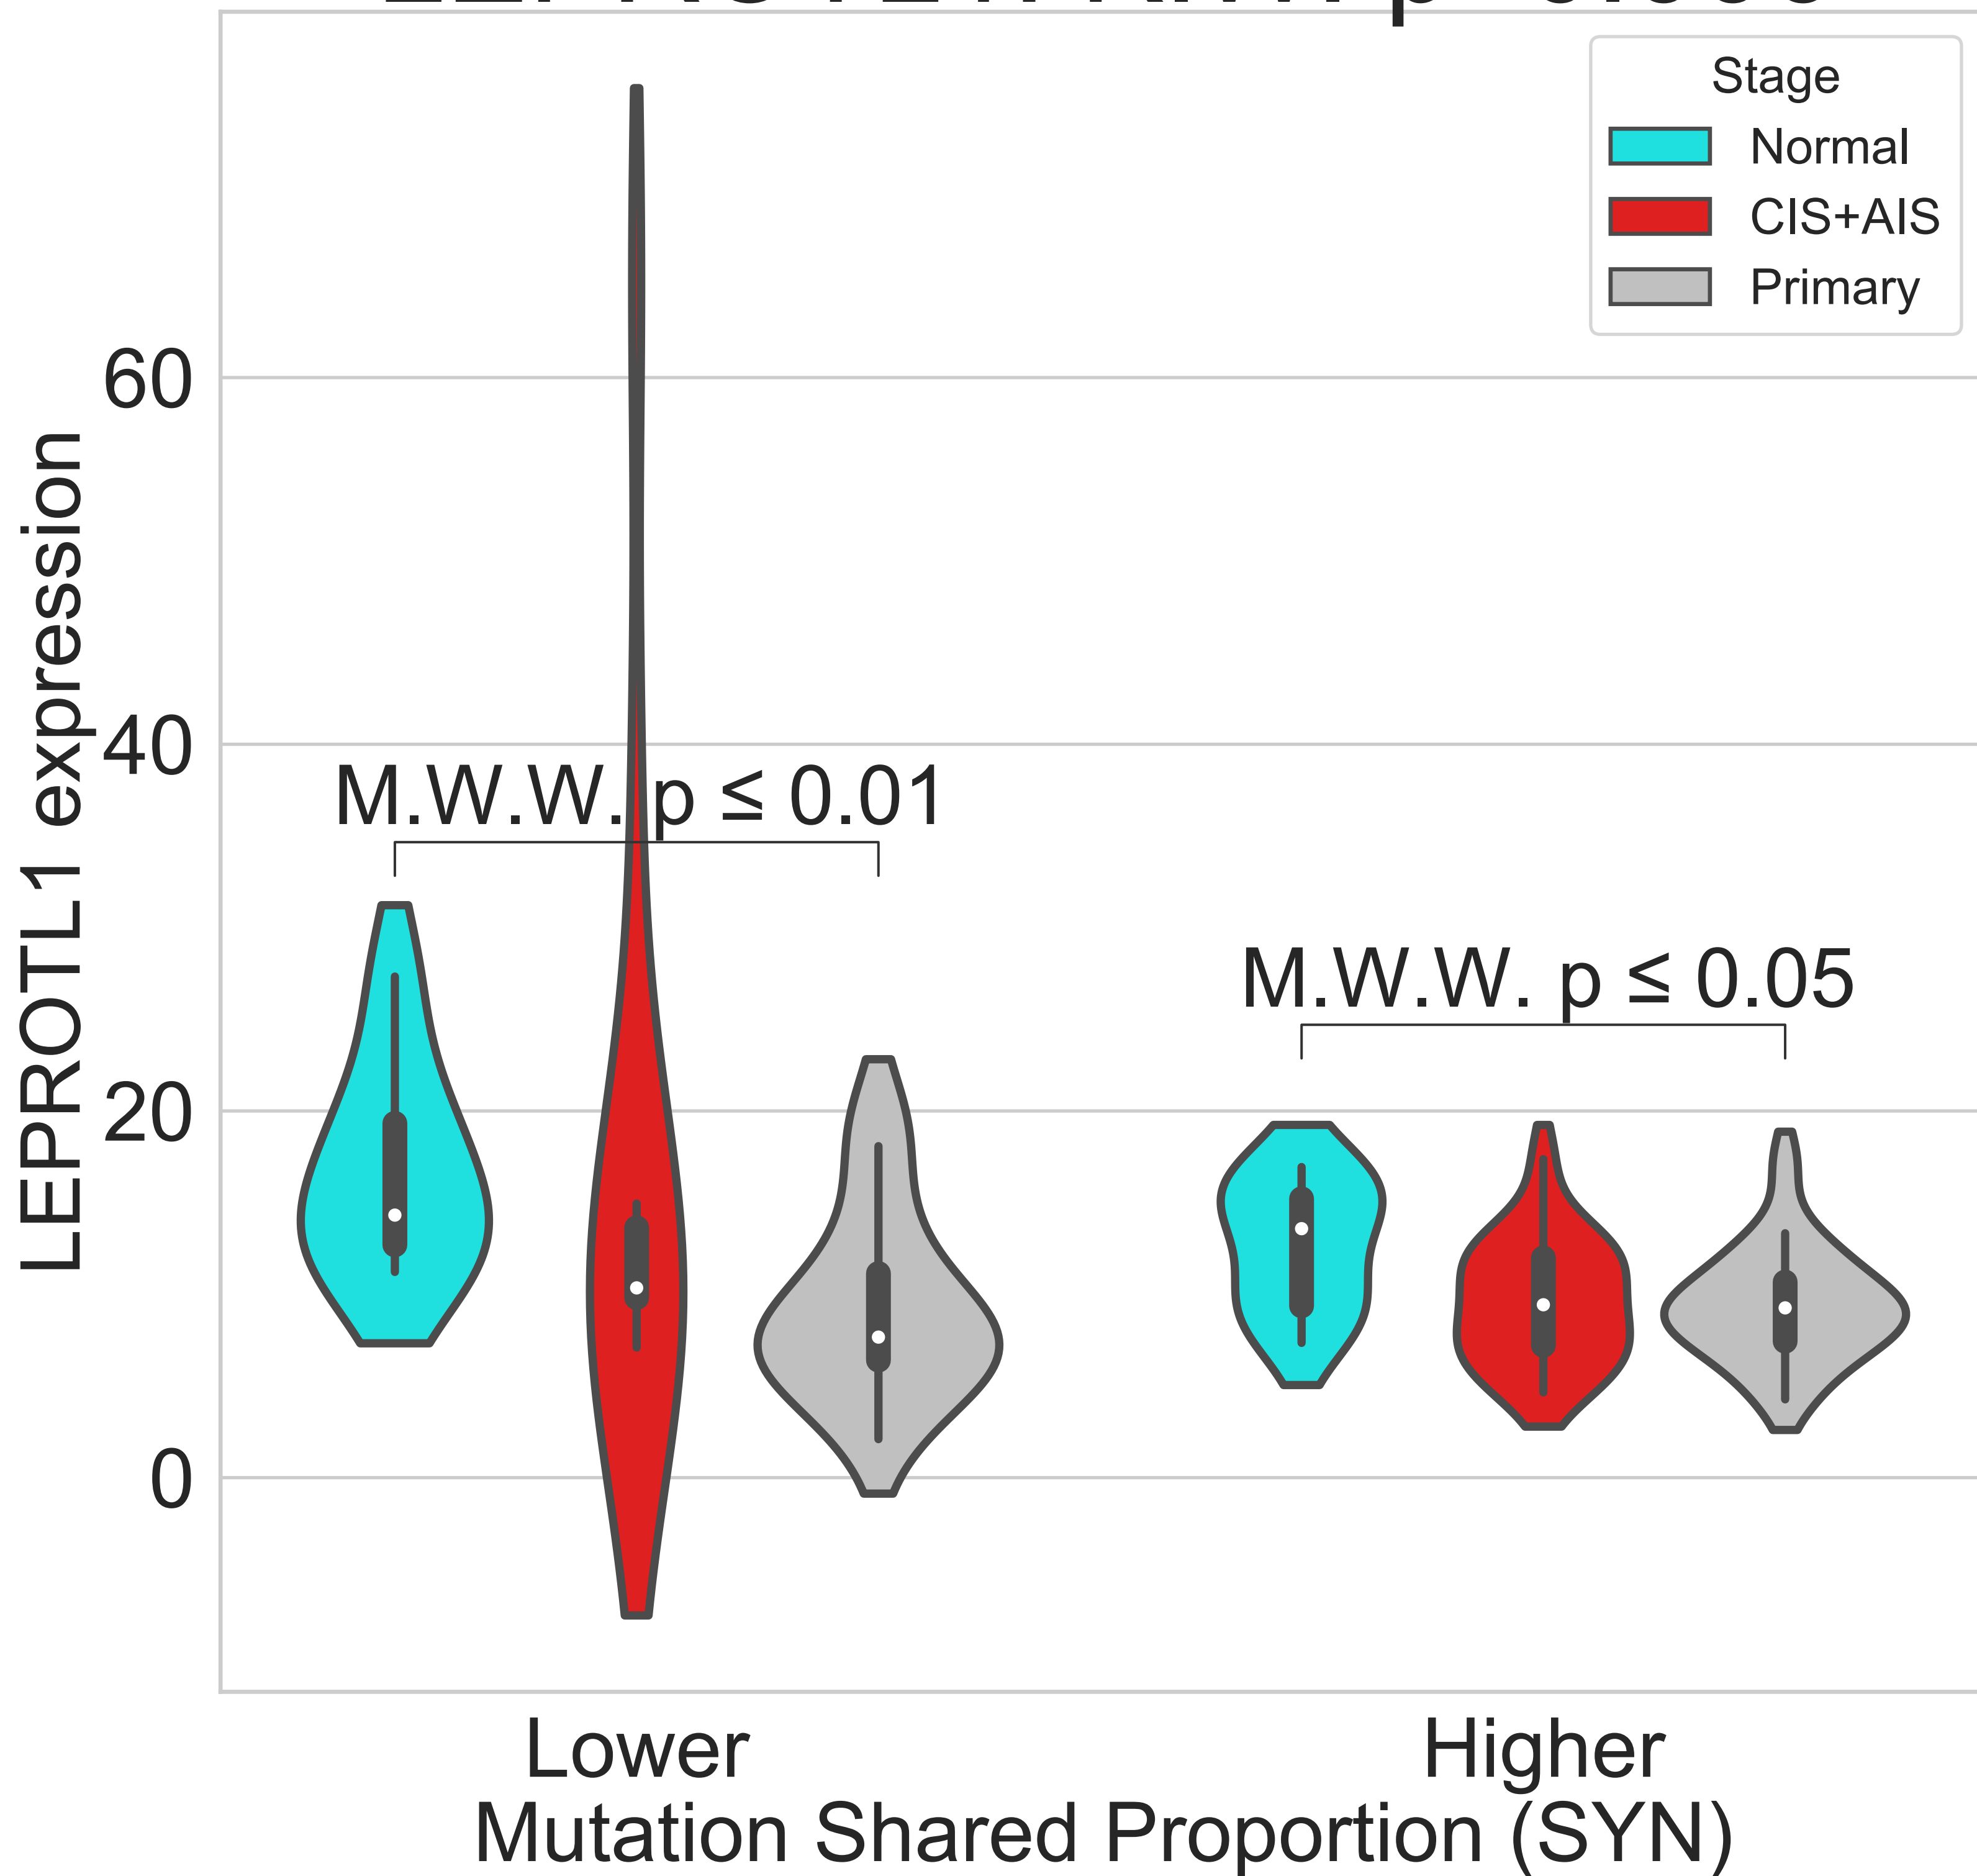 Stage
Normal
CIS+AIS
Primary
60
40
20
0
LEPROTL1 expression
M.W.W. p ≤ 0.01
M.W.W. p ≤ 0.05
Lower
Higher
Mutation Shared Proportion (SYN)